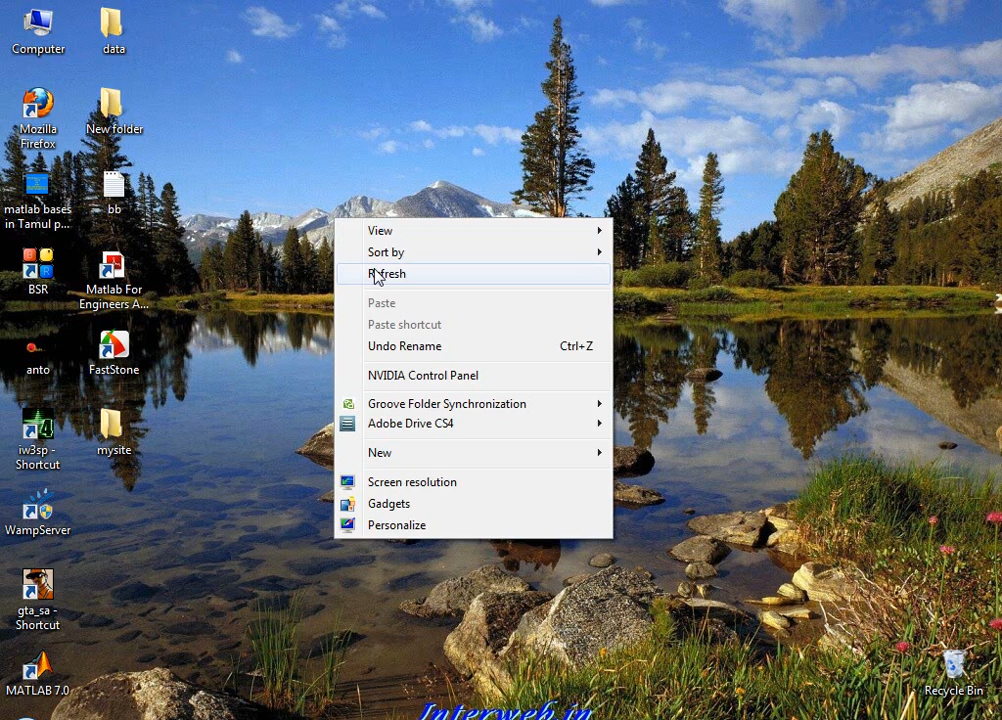 Computer
data
Mozilla
Firefox
New folder
matlab bases
in Tamul p...
bb
BSR
Matlab For
Engineers A...
anto
FastStone
iw3sp -
Shortcut
mysite
WampServer
gta_sa -
Shortcut
MATLAB 7.0
View
Sort by
Refresh
Paste
Paste shortcut
Undo Rename Ctrl+Z
NVIDIA Control Panel
Groove Folder Synchronization
Adobe Drive CS4
New
Screen resolution
Gadgets
Personalize
Recycle Bin
Interweb.in